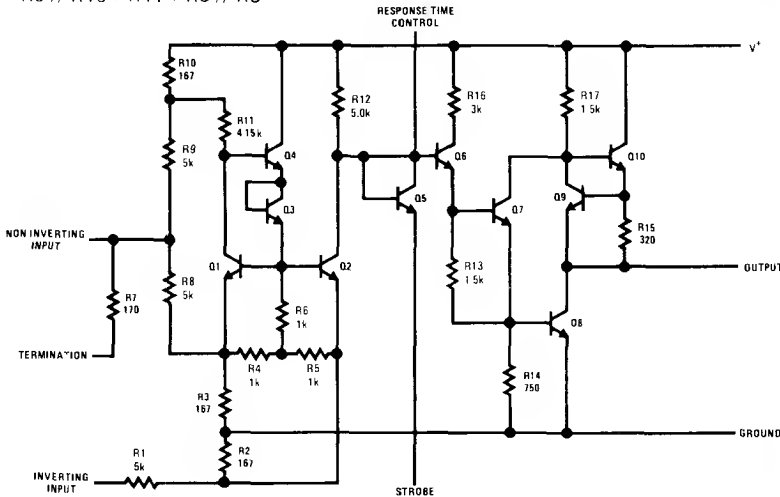 RESPONSE TIME
CONTROL
V+
R10
167
R11
4.15k
R12
5.0k
R16
3k
R17
1.5k
R9
5k
Q4
Q6
Q10
Q3
Q5
Q7
Q9
R15
320
NON INVERTING
INPUT
R7
170
R8
5k
Q1
Q2
R13
1.5k
OUTPUT
R6
1k
Q8
TERMINATION
R4
1k
R5
1k
R14
750
R3
167
GROUND
R2
167
R1
5k
INVERTING
INPUT
STROBE